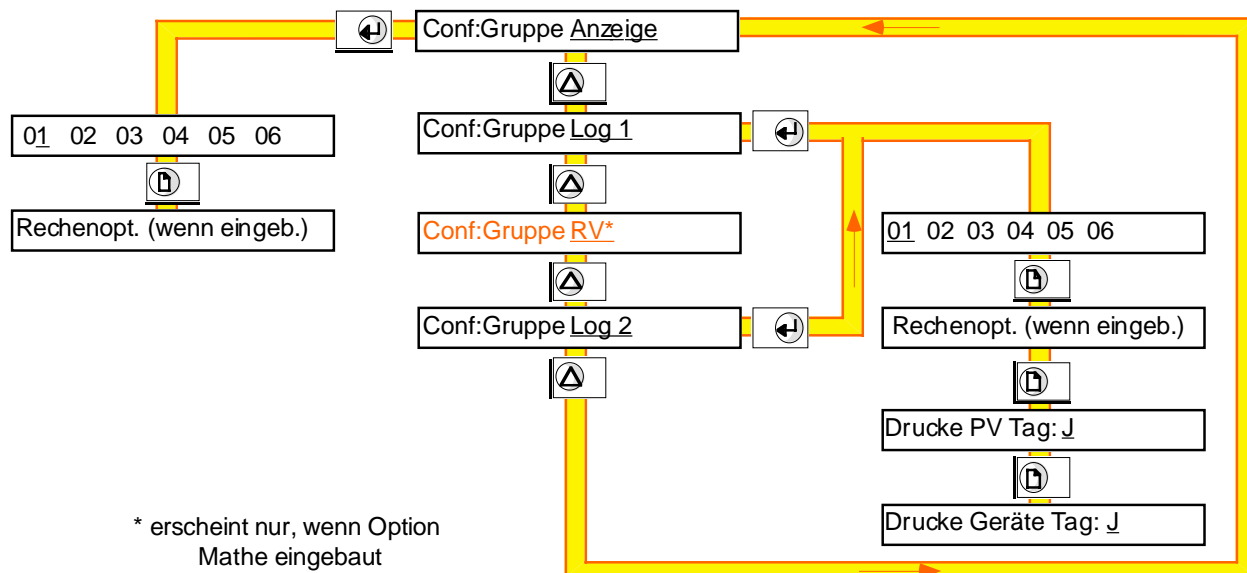 Conf:Gruppe Anzeige
01 02 03 04 05 06
Rechenopt. (wenn eingeb.)
Conf:Gruppe Log 1
Conf:Gruppe RV*
Conf:Gruppe Log 2
01 02 03 04 05 06
Rechenopt. (wenn eingeb.)
Drucke PV Tag: J
Drucke Geräte Tag: J
* erscheint nur, wenn Option
Mathe eingebaut